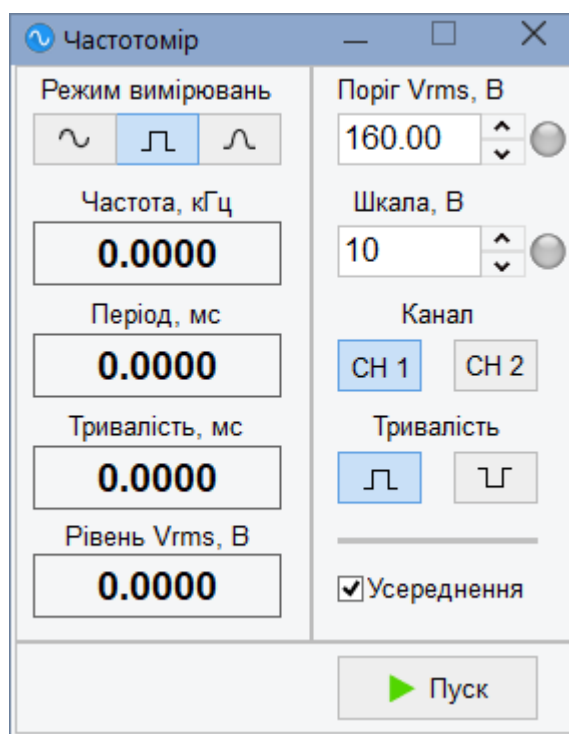 Частотомір
Режим вимірювань
Частота, кГц
0.0000
Період, мс
0.0000
Тривалість, мс
0.0000
Рівень Vrms, В
0.0000
Поріг Vrms, В
160.00
Шкала, В
10
Канал
CH 1 CH 2
Тривалість
Усереднення
Пуск